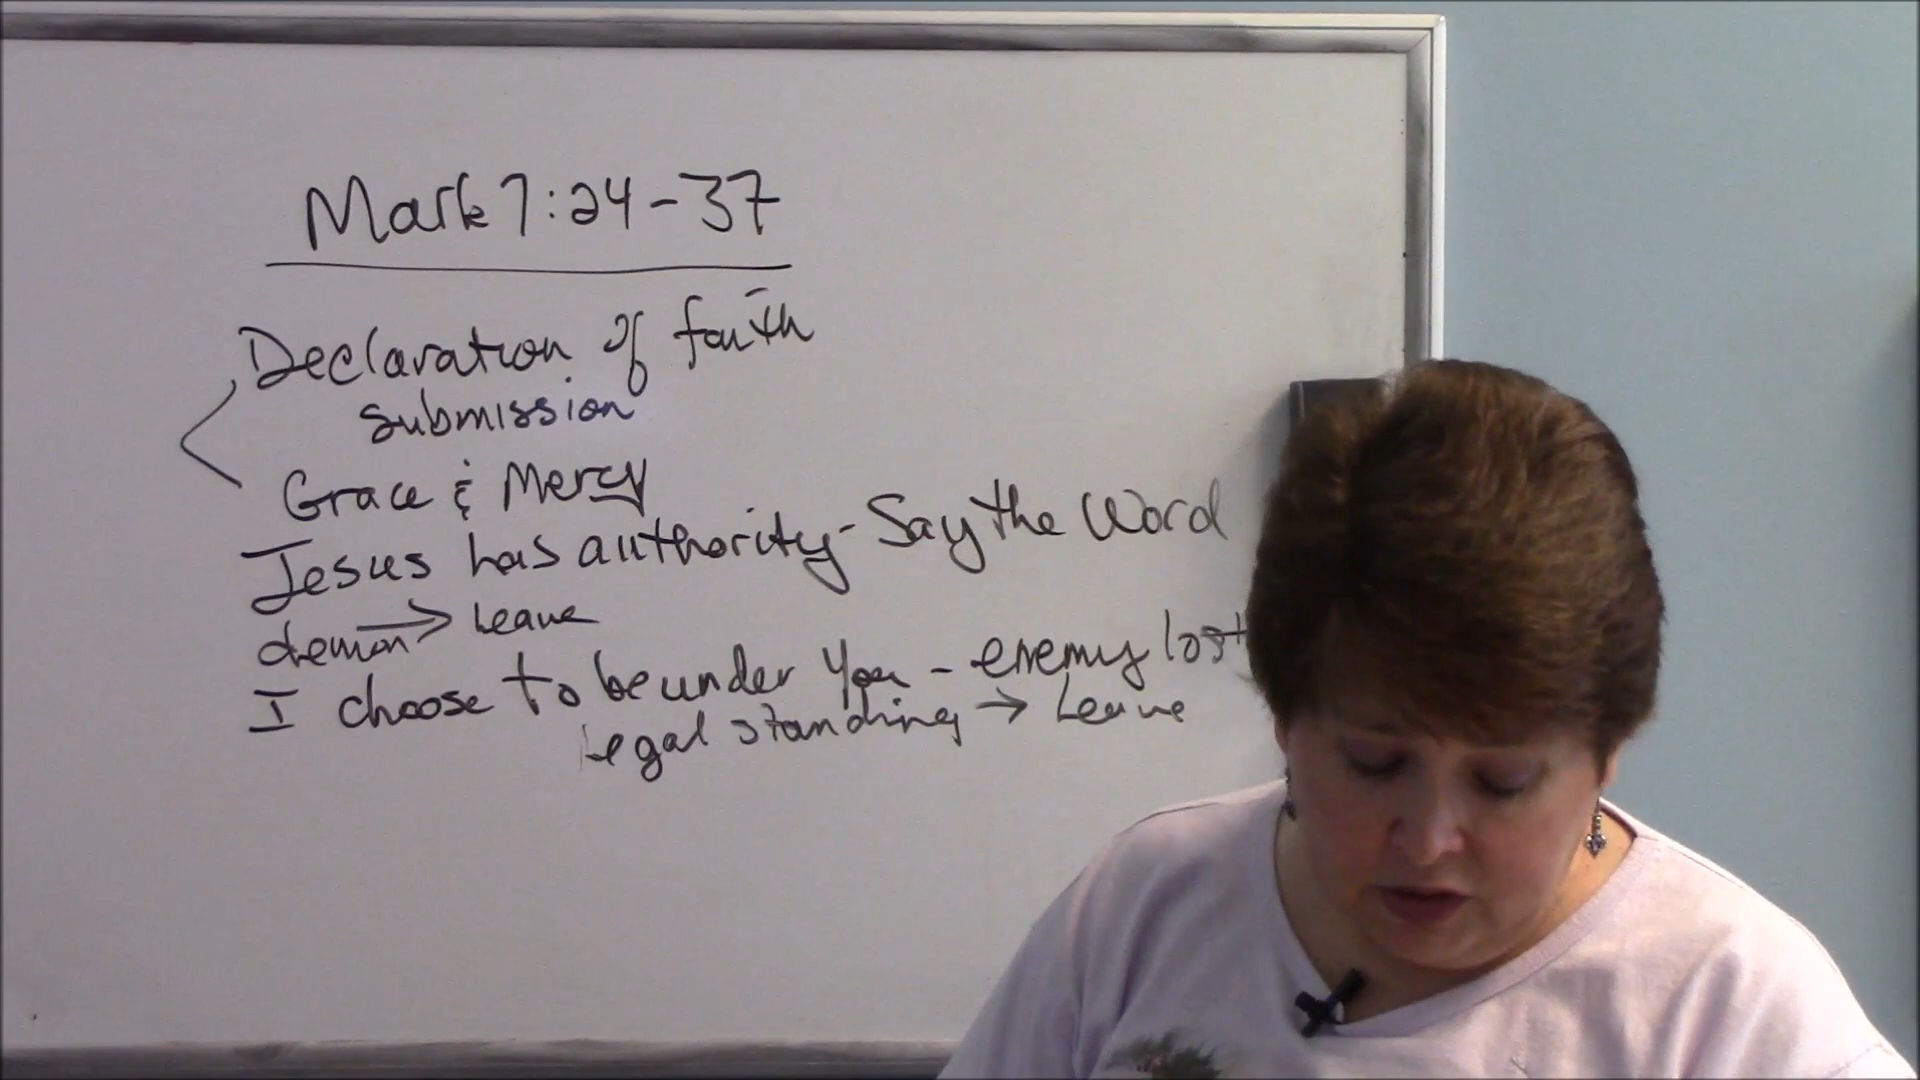 Mark 7:24-37
Declaration of faith
submission
Grace & Mercy
Jesus has authority - Say the Word
demon → Leave
I choose to be under You - enemy lost
legal standing → Leave